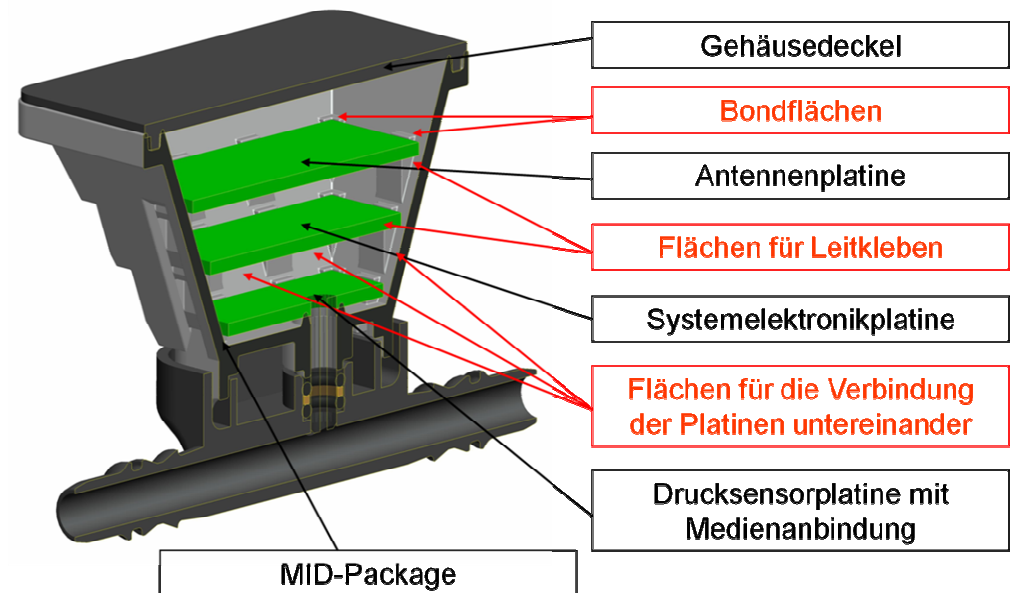 Gehäusedeckel
Bondflächen
Antennenplatine
Flächen für Leitkleben
Systemelektronikplatine
Flächen für die Verbindung
der Platinen untereinander
Drucksensorplatine mit
Medienanbindung
MID-Package